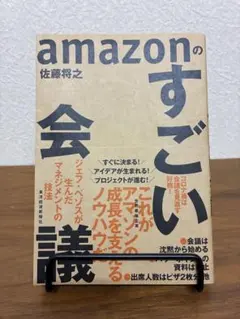 amazonの
佐藤将之
すごい
会議
ジェフ・ベゾスが
生んだ
マネジメントの
技法
東洋経済新報社
すぐに決まる!
アイデアが生まれる!
プロジェクトが進む!
これが
アマゾンの
成長を支える
ノウハウだ
●会議は
沈黙から始める
資料は
●出席人数はピザ2枚分